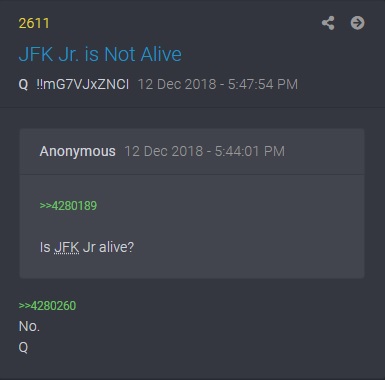 2611
JFK Jr. is Not Alive
Q !!mG7VJxZNCI 12 Dec 2018 - 5:47:54 PM
Anonymous 12 Dec 2018 - 5:44:01 PM
>>4280189
Is JFK Jr alive?
>>4280260
No.
Q